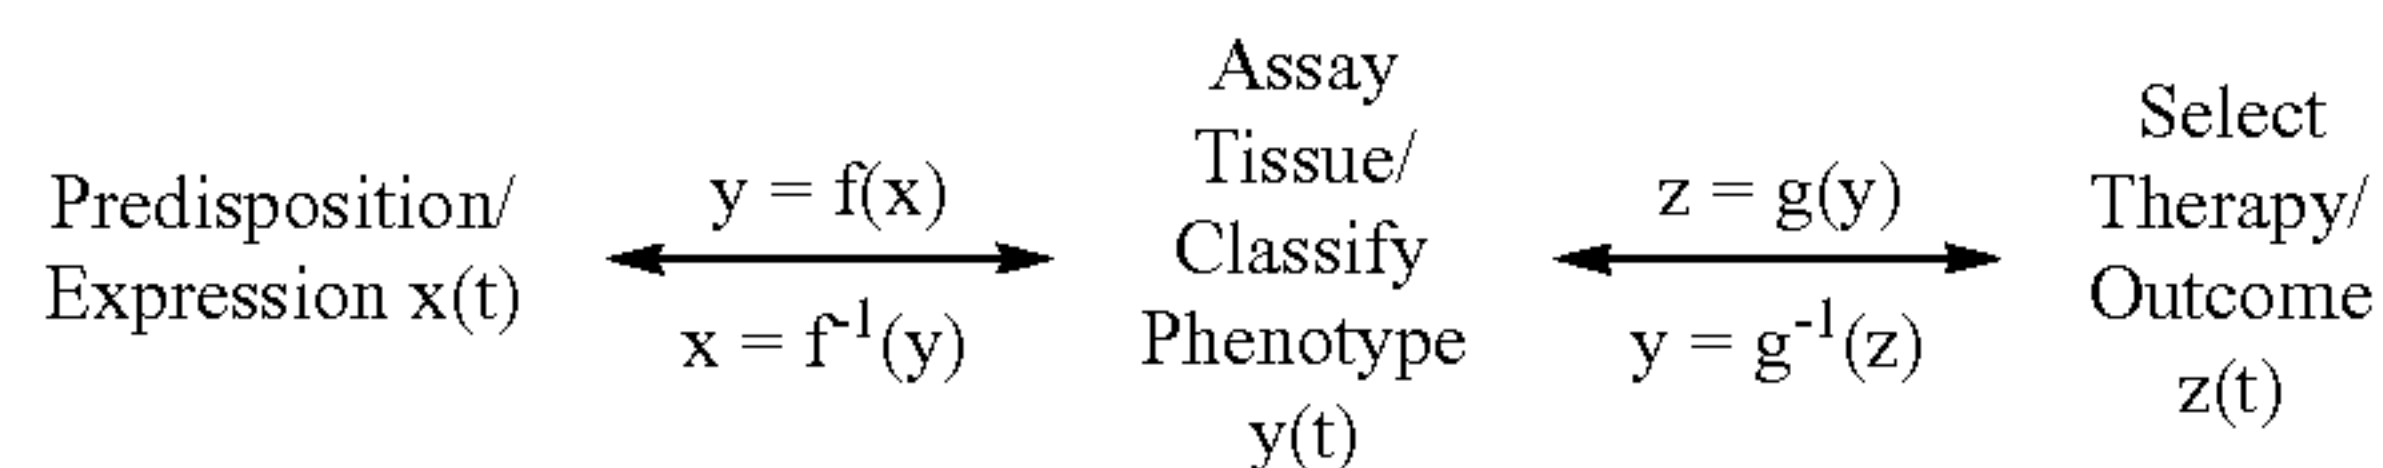 Predisposition/
Expression x(t)
y = f(x)
x = f⁻¹(y)
Assay
Tissue/
Classify
Phenotype
y(t)
z = g(y)
y = g⁻¹(z)
Select
Therapy/
Outcome
z(t)